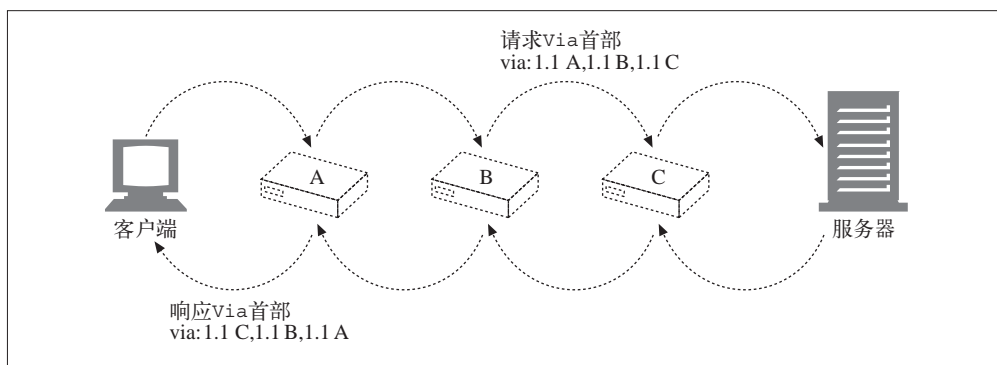 请求Via首部
via:1.1 A,1.1 B,1.1 C
A
B
C
客户端
服务器
响应Via首部
via:1.1 C,1.1 B,1.1 A